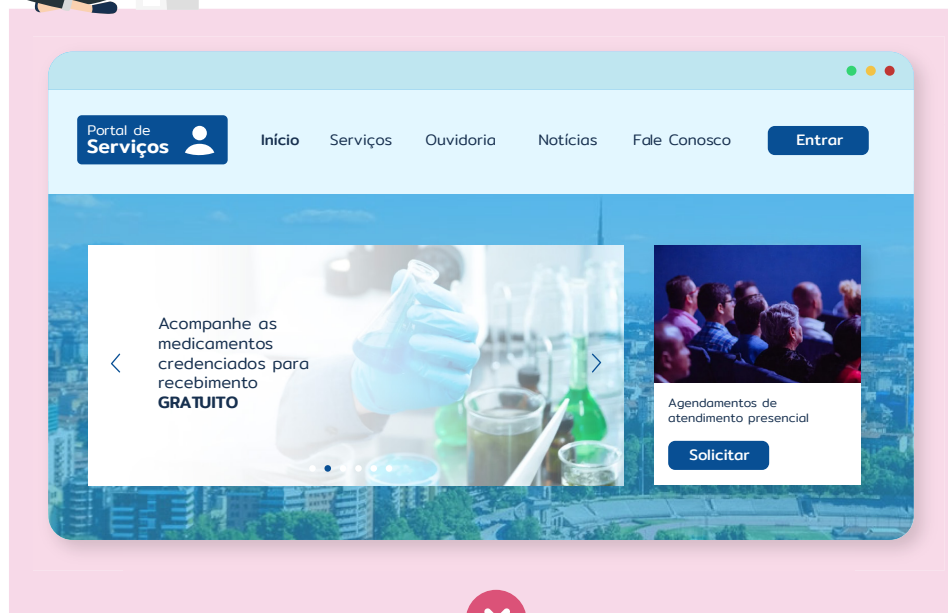 Portal de
Serviços
Início Serviços Ouvidoria Notícias Fale Conosco Entrar
Acompanhe as
medicamentos
credenciados para
recebimento
GRATUITO
Agendamentos de
atendimento presencial
Solicitar